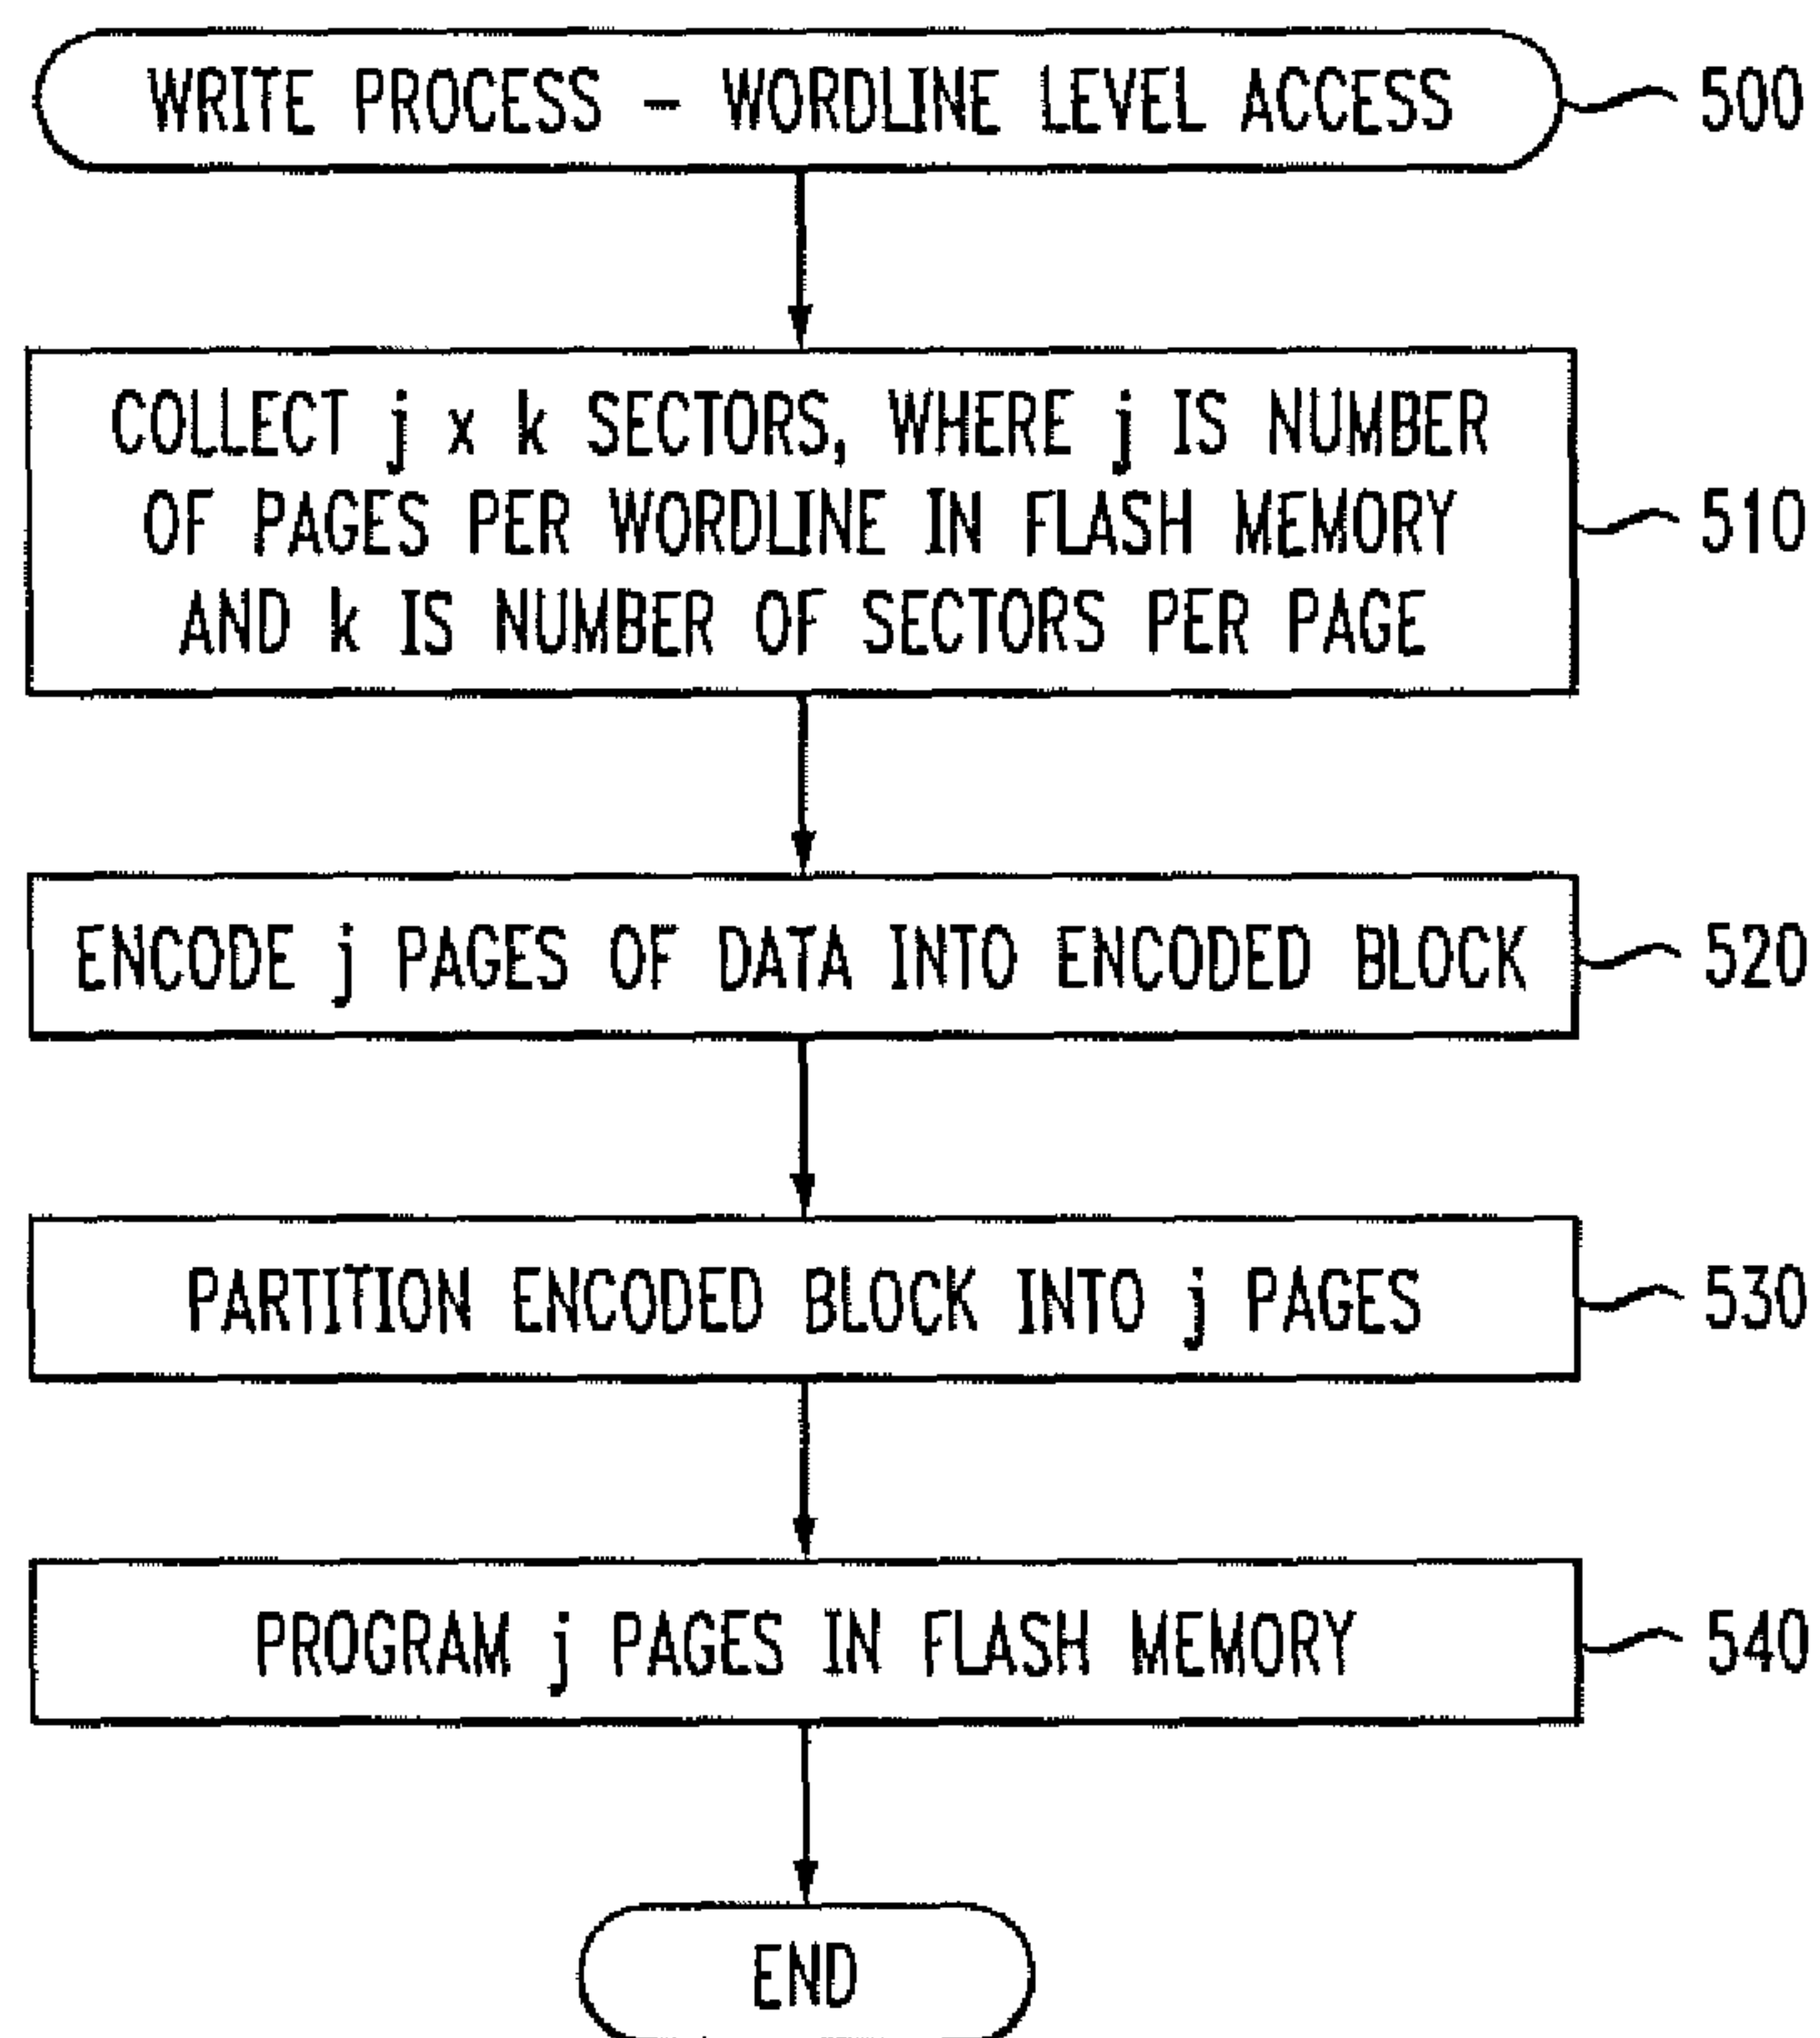 WRITE PROCESS – WORDLINE LEVEL ACCESS
500
COLLECT j x k SECTORS, WHERE j IS NUMBER
OF PAGES PER WORDLINE IN FLASH MEMORY
AND k IS NUMBER OF SECTORS PER PAGE
510
ENCODE j PAGES OF DATA INTO ENCODED BLOCK
520
PARTITION ENCODED BLOCK INTO j PAGES
530
PROGRAM j PAGES IN FLASH MEMORY
540
END